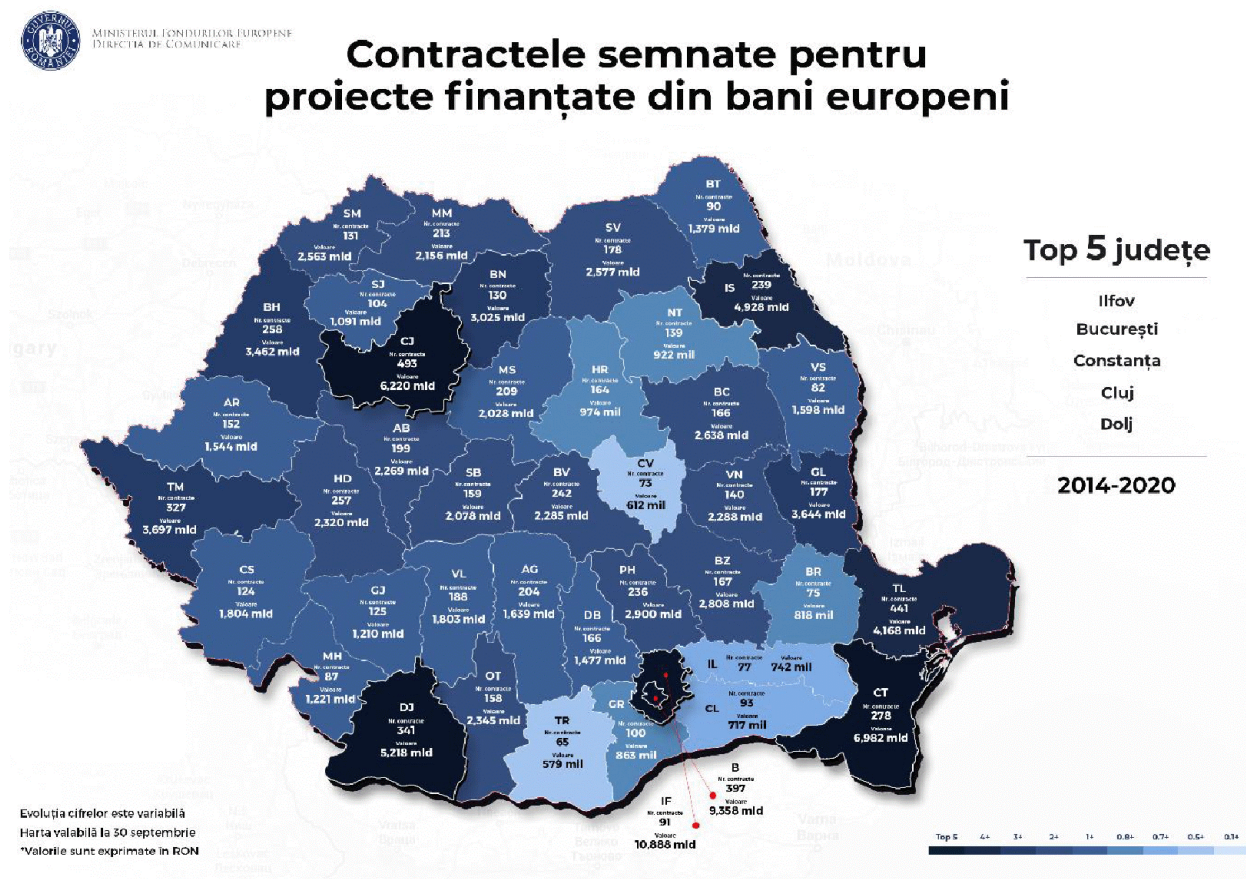 MINISTERUL FONDURILOR EUROPENE
DIRECȚIA DE COMUNICARE
GUVERNUL ROMÂNIEI
Contractele semnate pentru
proiecte finanțate din bani europeni
BT
Nr. contracte
90
Valoare
1,379 mld
SM
Nr. contracte
131
Valoare
2,563 mld
MM
Nr. contracte
213
Valoare
2,156 mld
SV
Nr. contracte
178
Valoare
2,577 mld
BN
Nr. contracte
130
Valoare
3,025 mld
IS
Nr. contracte
239
Valoare
4,928 mld
SJ
Nr. contracte
104
Valoare
1,091 mld
BH
Nr. contracte
258
Valoare
3,462 mld
NT
Nr. contracte
139
Valoare
922 mil
CJ
Nr. contracte
493
Valoare
6,220 mld
MS
Nr. contracte
209
Valoare
2,028 mld
HR
Nr. contracte
164
Valoare
974 mil
VS
Nr. contracte
82
Valoare
1,598 mld
BC
Nr. contracte
166
Valoare
2,638 mld
AR
Nr. contracte
152
Valoare
1,544 mld
AB
Nr. contracte
199
Valoare
2,269 mld
TM
Nr. contracte
327
Valoare
3,697 mld
HD
Nr. contracte
257
Valoare
2,320 mld
SB
Nr. contracte
159
Valoare
2,078 mld
BV
Nr. contracte
242
Valoare
2,285 mld
CV
Nr. contracte
73
Valoare
612 mil
VN
Nr. contracte
140
Valoare
2,288 mld
GL
Nr. contracte
177
Valoare
3,644 mld
CS
Nr. contracte
124
Valoare
1,804 mld
GJ
Nr. contracte
125
Valoare
1,210 mld
VL
Nr. contracte
188
Valoare
1,803 mld
AG
Nr. contracte
204
Valoare
1,639 mld
DB
Nr. contracte
166
Valoare
1,477 mld
PH
Nr. contracte
236
Valoare
2,900 mld
BZ
Nr. contracte
167
Valoare
2,808 mld
BR
Nr. contracte
75
Valoare
818 mil
TL
Nr. contracte
441
Valoare
4,168 mld
MH
Nr. contracte
87
Valoare
1,221 mld
DJ
Nr. contracte
341
Valoare
5,218 mld
OT
Nr. contracte
158
Valoare
2,345 mld
TR
Nr. contracte
65
Valoare
579 mil
GR
Nr. contracte
100
Valoare
863 mil
IL
Nr. contracte
77
Valoare
742 mil
CL
Nr. contracte
93
Valoare
717 mil
CT
Nr. contracte
278
Valoare
6,982 mld
B
Nr. contracte
397
Valoare
9,358 mld
IF
Nr. contracte
91
Valoare
10,888 mld
Top 5 județe
Ilfov
București
Constanța
Cluj
Dolj
2014-2020
Evoluția cifrelor este variabilă
Harta valabilă la 30 septembrie
*Valorile sunt exprimate în RON
Top 5 4+ 3+ 2+ 1+ 0.8+ 0.7+ 0.5+ 0.1+